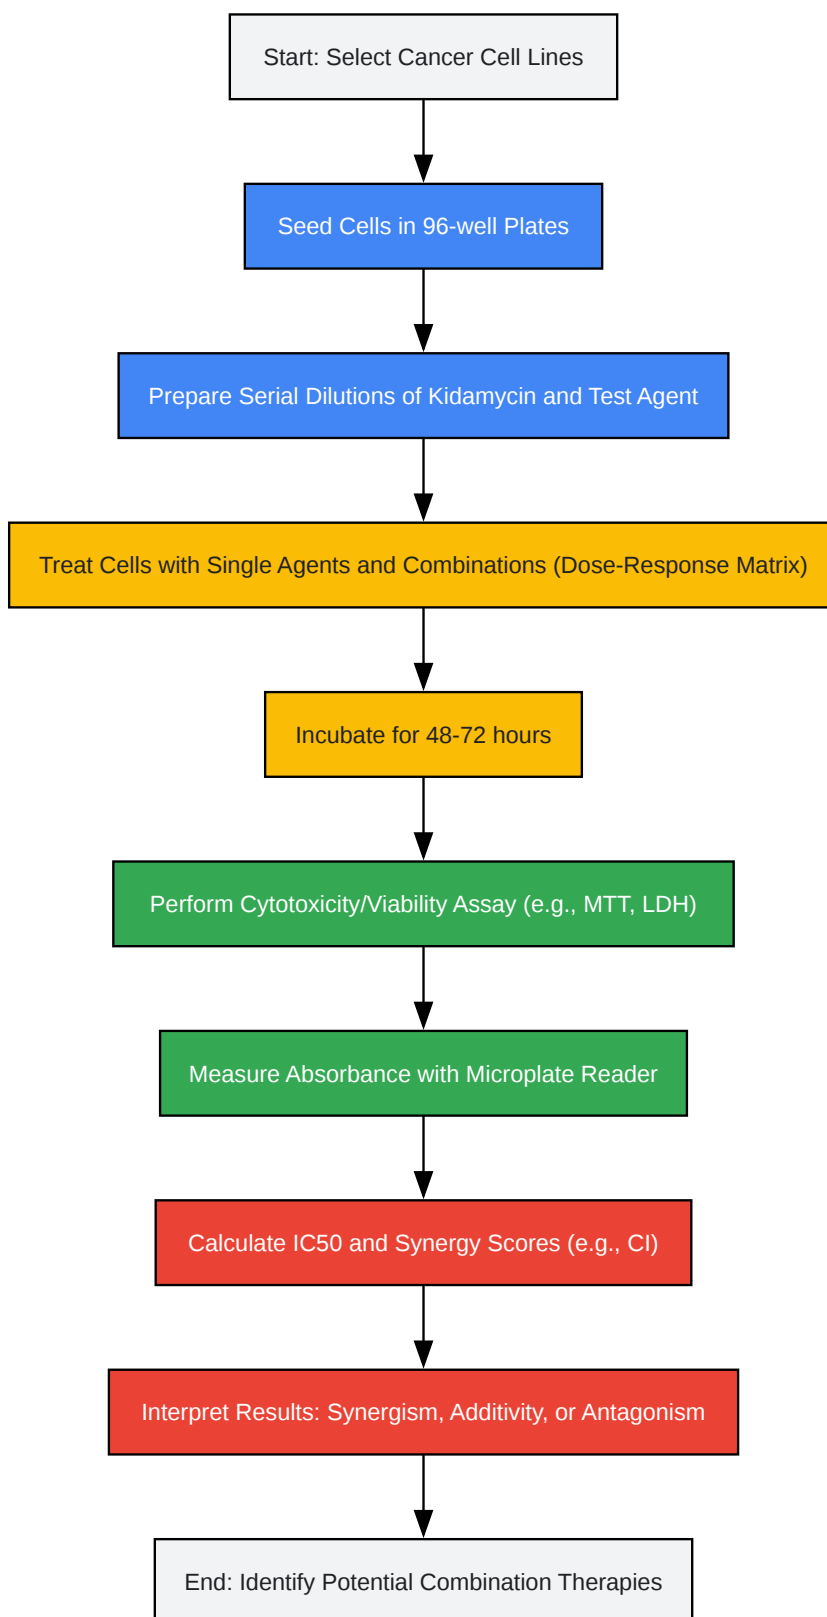 Start: Select Cancer Cell Lines
Seed Cells in 96-well Plates
Prepare Serial Dilutions of Kidamycin and Test Agent
Treat Cells with Single Agents and Combinations (Dose-Response Matrix)
Incubate for 48-72 hours
Perform Cytotoxicity/Viability Assay (e.g., MTT, LDH)
Measure Absorbance with Microplate Reader
Calculate IC50 and Synergy Scores (e.g., CI)
Interpret Results: Synergism, Additivity, or Antagonism
End: Identify Potential Combination Therapies